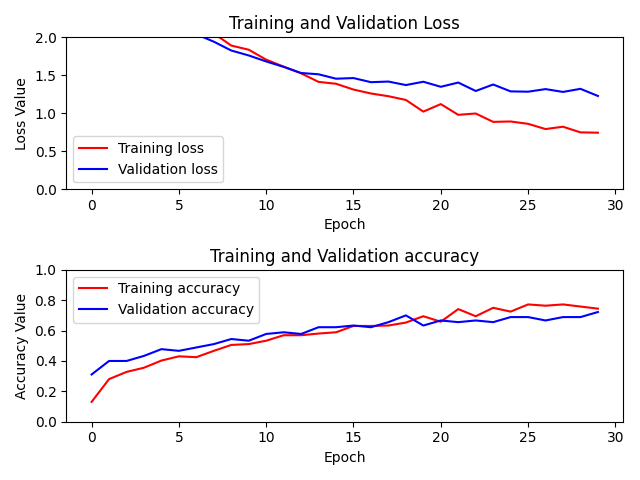 Training and Validation Loss
2.0
1.5
1.0
0.5
0.0
Loss Value
Training loss
Validation loss
0 5 10 15 20 25 30
Epoch
Training and Validation accuracy
1.0
0.8
0.6
0.4
0.2
0.0
Accuracy Value
Training accuracy
Validation accuracy
0 5 10 15 20 25 30
Epoch